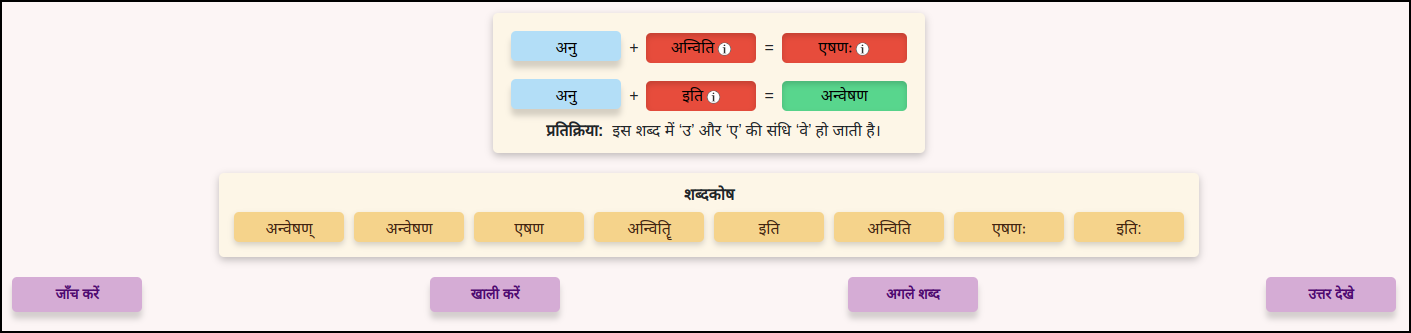 अनु + अन्विति i = एषणः i
अनु + इति i = अन्वेषण
प्रतिक्रिया: इस शब्द में 'उ' और 'ए' की संधि 'वे' हो जाती है।
शब्दकोष
अन्वेषण् अन्वेषण एषण अन्वितृि इति अन्विति एषणः इतिः
जाँच करें खाली करें अगले शब्द उत्तर देखे